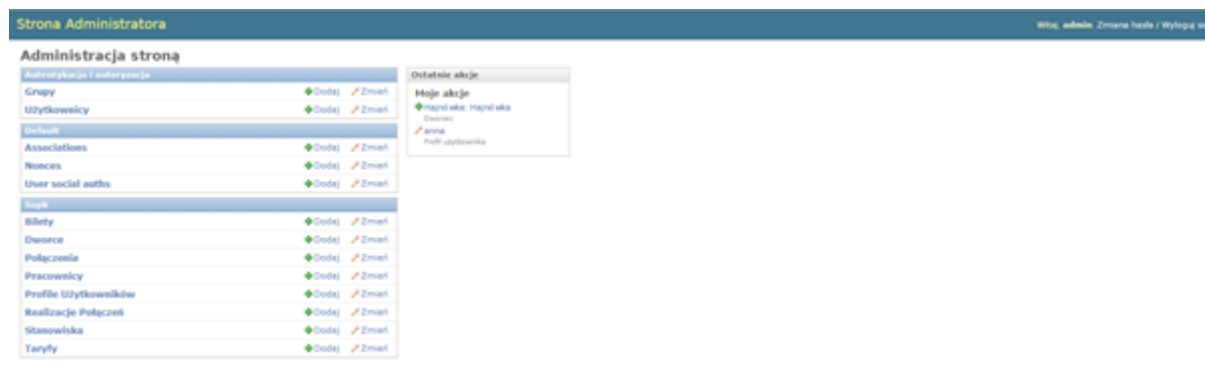 Strona Administratora
Witaj, admin. Zmiana hasła / Wyloguj się
Administracja stroną
Autentykacja i autoryzacja
Grupy Dodaj Zmień
Użytkownicy Dodaj Zmień
Default
Associations Dodaj Zmień
Nonces Dodaj Zmień
User social auths Dodaj Zmień
Sopk
Bilety Dodaj Zmień
Dworce Dodaj Zmień
Połączenia Dodaj Zmień
Pracownicy Dodaj Zmień
Profile Użytkowników Dodaj Zmień
Realizacje Połączeń Dodaj Zmień
Stanowiska Dodaj Zmień
Taryfy Dodaj Zmień
Ostatnie akcje
Moje akcje
Hajnówka: Hajnówka
Dworzec
anna
Profil użytkownika